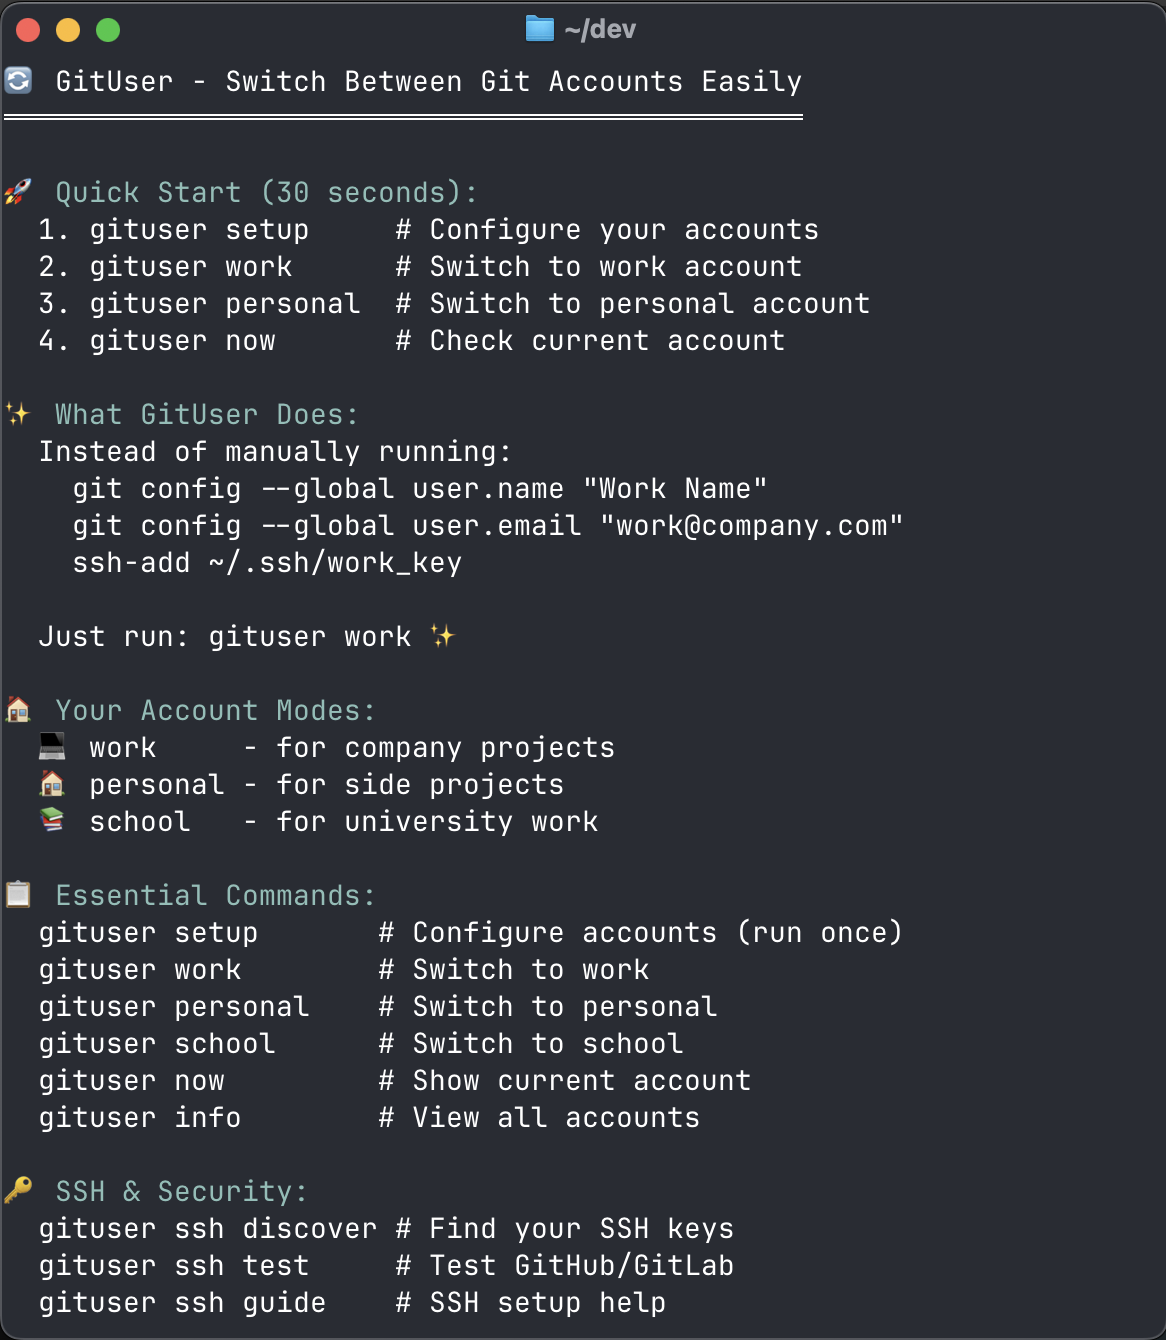 ~/dev
GitUser - Switch Between Git Accounts Easily
Quick Start (30 seconds):
1. gituser setup     # Configure your accounts
2. gituser work      # Switch to work account
3. gituser personal  # Switch to personal account
4. gituser now       # Check current account
What GitUser Does:
Instead of manually running:
git config --global user.name "Work Name"
git config --global user.email "work@company.com"
ssh-add ~/.ssh/work_key
Just run: gituser work
Your Account Modes:
work     - for company projects
personal - for side projects
school   - for university work
Essential Commands:
gituser setup       # Configure accounts (run once)
gituser work        # Switch to work
gituser personal    # Switch to personal
gituser school      # Switch to school
gituser now         # Show current account
gituser info        # View all accounts
SSH & Security:
gituser ssh discover # Find your SSH keys
gituser ssh test     # Test GitHub/GitLab
gituser ssh guide    # SSH setup help